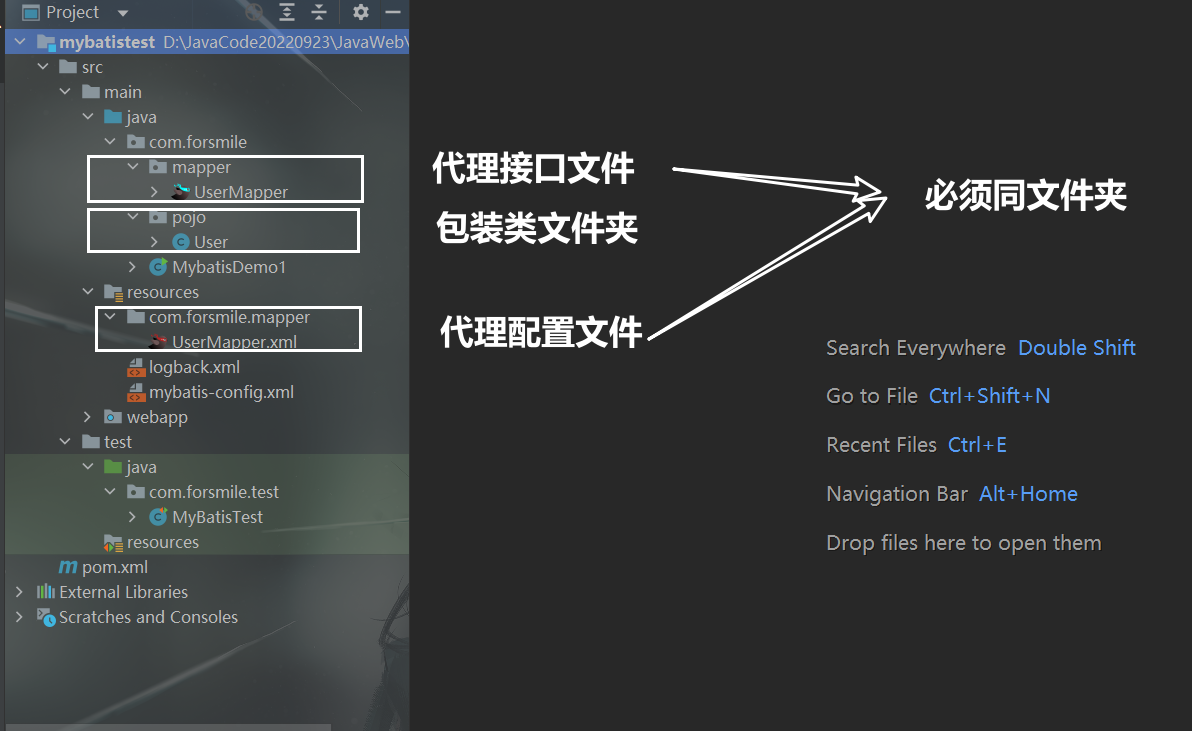 Project
mybatistest D:\JavaCode20220923\JavaWeb\
src
main
java
com.forsmile
mapper
UserMapper
pojo
User
MybatisDemo1
resources
com.forsmile.mapper
UserMapper.xml
logback.xml
mybatis-config.xml
webapp
test
java
com.forsmile.test
MyBatisTest
resources
m pom.xml
External Libraries
Scratches and Consoles
代理接口文件
包装类文件夹
代理配置文件
必须同文件夹
Search Everywhere Double Shift
Go to File Ctrl+Shift+N
Recent Files Ctrl+E
Navigation Bar Alt+Home
Drop files here to open them